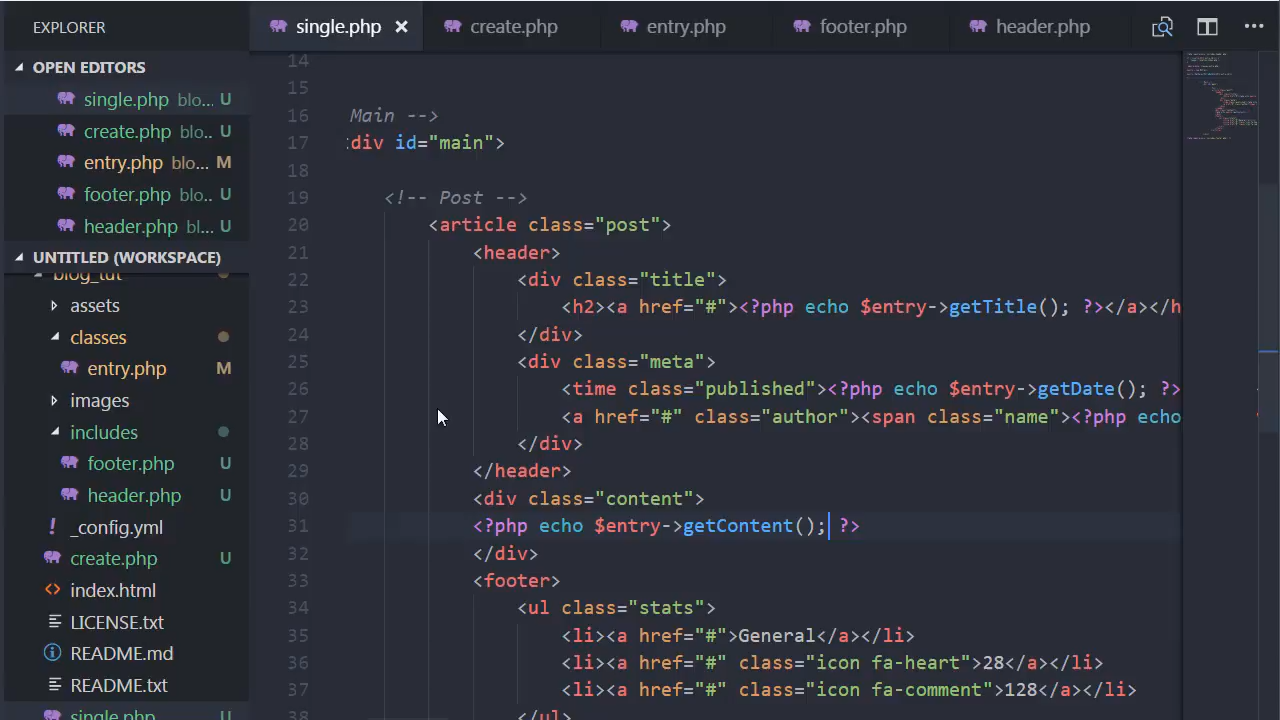 EXPLORER
OPEN EDITORS
single.php blo... U
create.php blo... U
entry.php blo... M
footer.php blo... U
header.php bl... U
UNTITLED (WORKSPACE)
blog_tut
assets
classes
entry.php M
images
includes
footer.php U
header.php U
_config.yml
create.php U
index.html
LICENSE.txt
README.md
README.txt
single.php
single.php create.php entry.php footer.php header.php
14
15
16 Main -->
17 div id="main">
18
19 <!-- Post -->
20 <article class="post">
21 <header>
22 <div class="title">
23 <h2><a href="#"><?php echo $entry->getTitle(); ?></a></h
24 </div>
25 <div class="meta">
26 <time class="published"><?php echo $entry->getDate(); ?>
27 <a href="#" class="author"><span class="name"><?php echo
28 </div>
29 </header>
30 <div class="content">
31 <?php echo $entry->getContent(); ?>
32 </div>
33 <footer>
34 <ul class="stats">
35 <li><a href="#">General</a></li>
36 <li><a href="#" class="icon fa-heart">28</a></li>
37 <li><a href="#" class="icon fa-comment">128</a></li>
38 </ul>